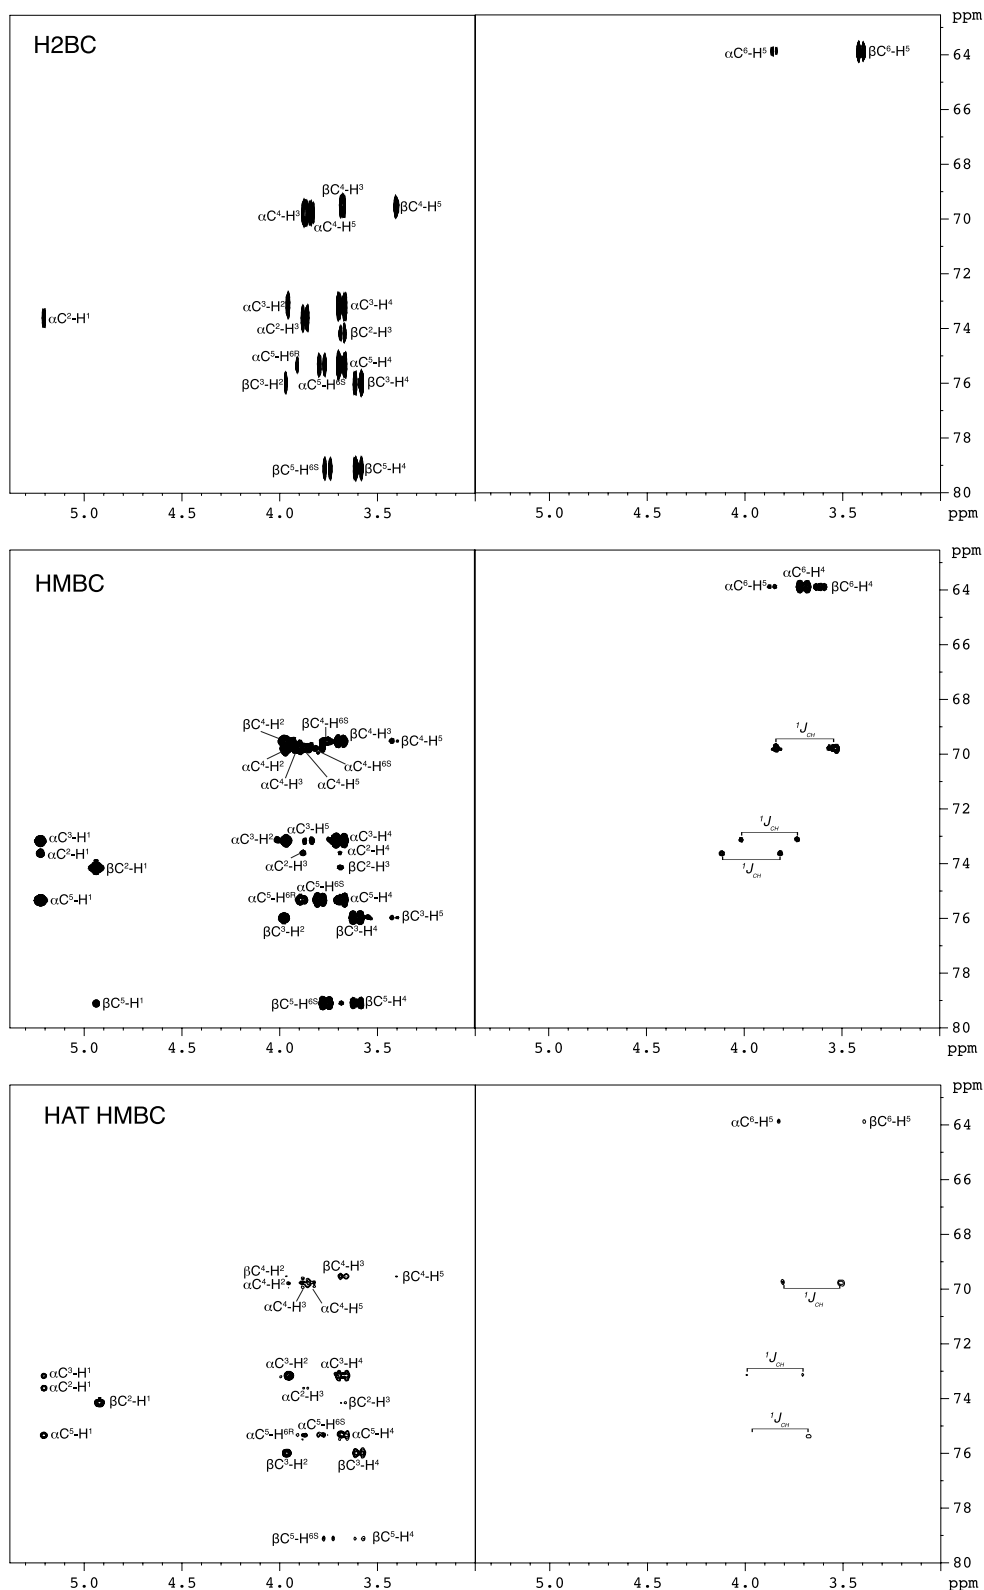 ppm
H2BC
αC⁶-H⁵ βC⁶-H⁵
64
66
68
βC⁴-H³
αC⁴-H³ βC⁴-H⁵
αC⁴-H⁵
70
72
αC³-H² αC³-H⁴
αC²-H¹
αC²-H³ βC²-H³
74
αC⁵-H⁶ᴿ αC⁵-H⁴
βC³-H² αC⁵-H⁶ˢ βC³-H⁴
76
78
βC⁵-H⁶ˢ βC⁵-H⁴
80
5.0 4.5 4.0 3.5 5.0 4.5 4.0 3.5 ppm
ppm
HMBC
αC⁶-H⁴
αC⁶-H⁵ βC⁶-H⁴
64
66
68
βC⁴-H² βC⁴-H⁶ˢ
βC⁴-H³
βC⁴-H⁵
¹J_CH
70
αC⁴-H² αC⁴-H⁶ˢ
αC⁴-H³ αC⁴-H⁵
72
¹J_CH
αC³-H¹ αC³-H² αC³-H⁵ αC³-H⁴
αC²-H¹ αC²-H⁴
αC²-H³ βC²-H³
βC²-H¹
¹J_CH
74
αC⁵-H⁶ˢ
αC⁵-H¹ αC⁵-H⁶ᴿ αC⁵-H⁴
βC³-H⁵
βC³-H² βC³-H⁴
76
78
βC⁵-H¹ βC⁵-H⁶ˢ βC⁵-H⁴
80
5.0 4.5 4.0 3.5 5.0 4.5 4.0 3.5 ppm
ppm
HAT HMBC
αC⁶-H⁵ βC⁶-H⁵
64
66
68
βC⁴-H² βC⁴-H³
αC⁴-H² βC⁴-H⁵
αC⁴-H³ αC⁴-H⁵
¹J_CH
70
72
αC³-H² αC³-H⁴
¹J_CH
αC³-H¹
αC²-H¹ αC²-H³
βC²-H¹ βC²-H³
74
αC⁵-H⁶ˢ
αC⁵-H¹ αC⁵-H⁶ᴿ αC⁵-H⁴
¹J_CH
βC³-H² βC³-H⁴
76
78
βC⁵-H⁶ˢ βC⁵-H⁴
80
5.0 4.5 4.0 3.5 5.0 4.5 4.0 3.5 ppm